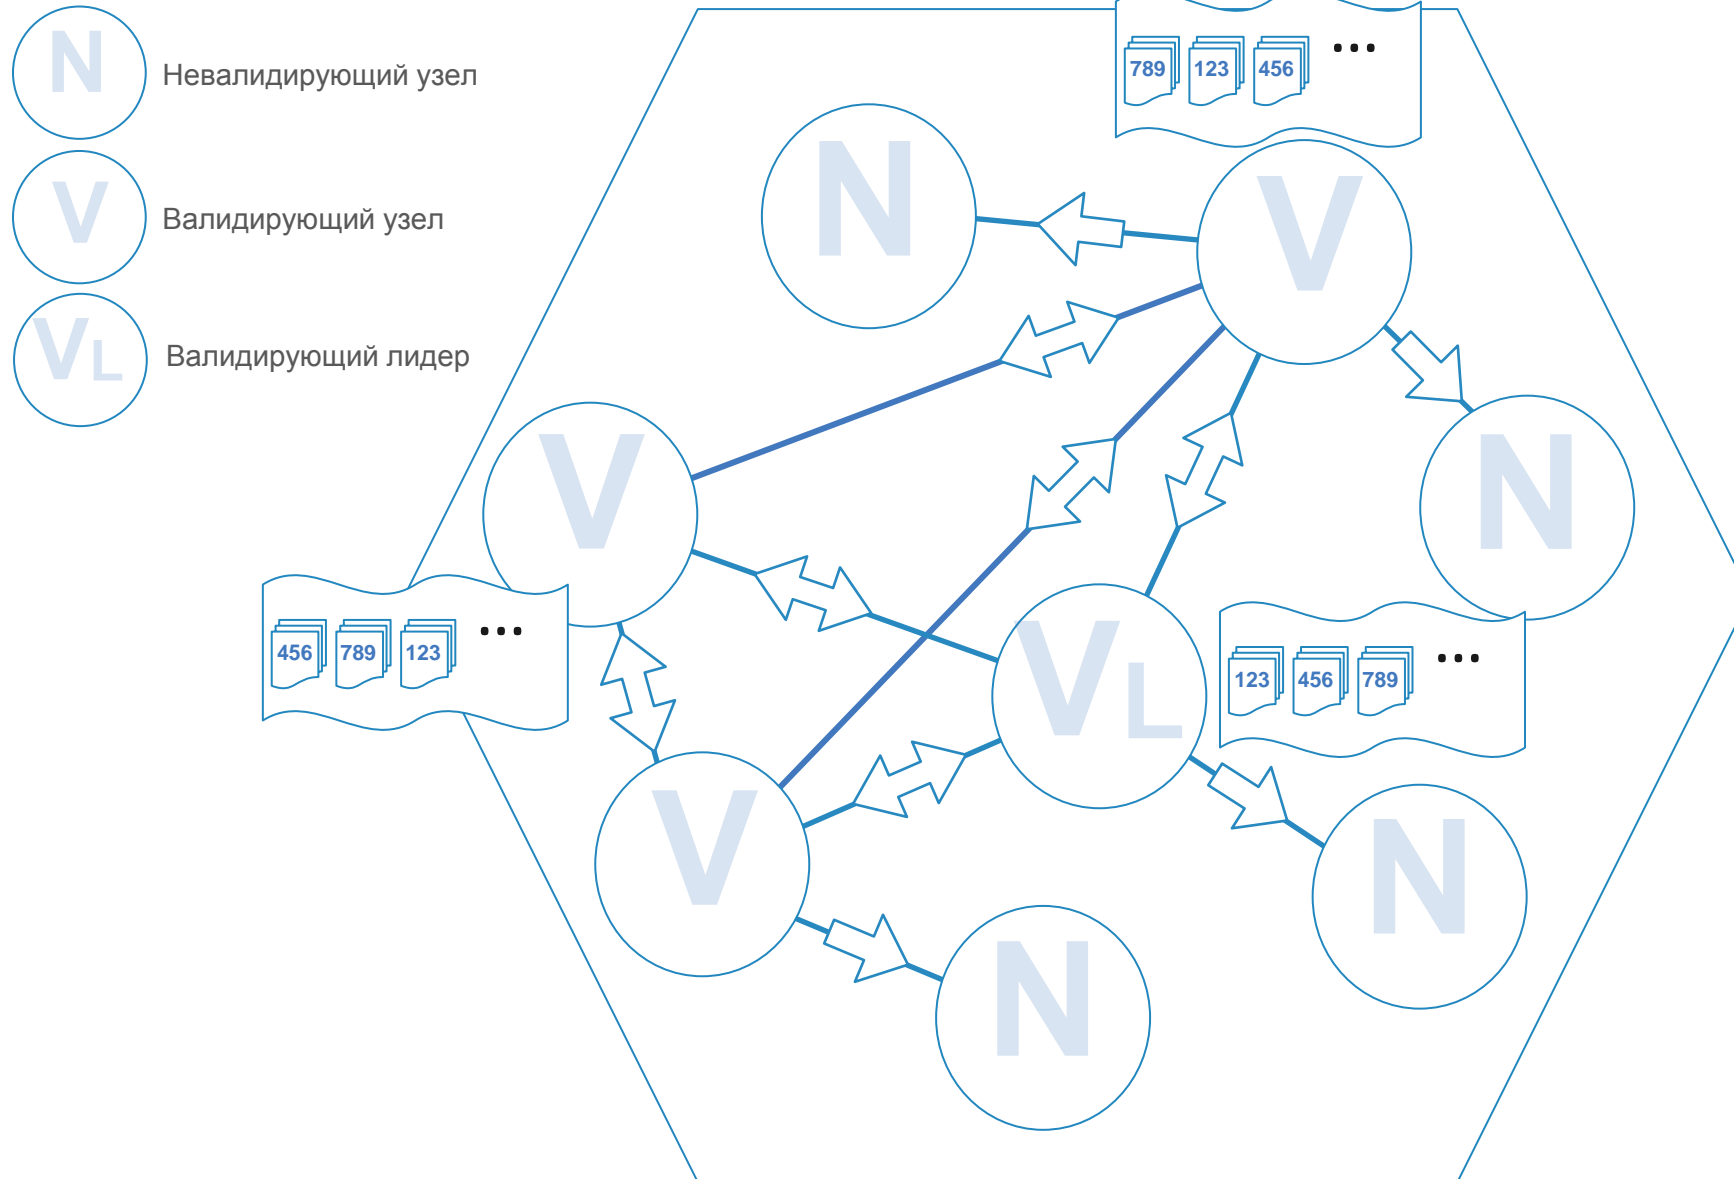 N
Невалидирующий узел
V
Валидирующий узел
VL
Валидирующий лидер
789 123 456 ...
N
V
V
N
456 789 123 ...
VL
123 456 789 ...
V
N
N